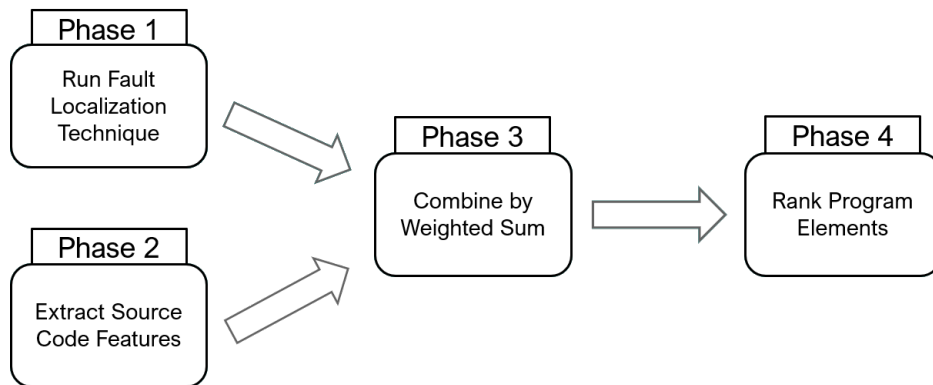 Phase 1
Run Fault
Localization
Technique
Phase 2
Extract Source
Code Features
Phase 3
Combine by
Weighted Sum
Phase 4
Rank Program
Elements